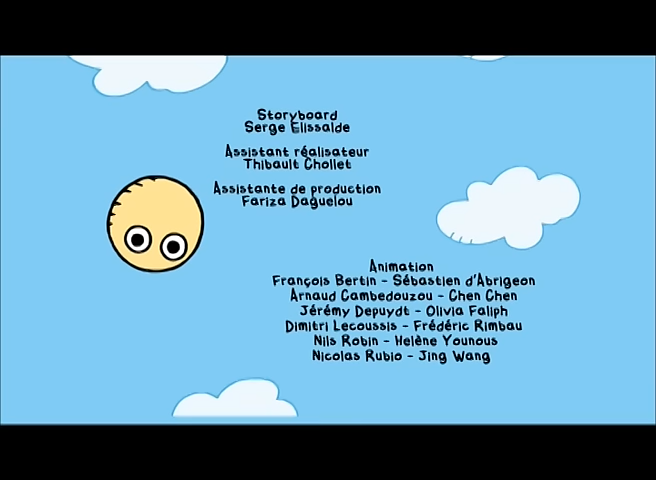 Storyboard
Serge Elissalde
Assistant réalisateur
Thibault Chollet
Assistante de production
Fariza Daguelou
Animation
François Bertin - Sébastien d'Abrigeon
Arnaud Cambedouzou - Chen Chen
Jérémy Depuydt - Olivia Faliph
Dimitri Lecoussis - Frédéric Rimbau
Nils Robin - Helène Younous
Nicolas Rubio - Jing Wang